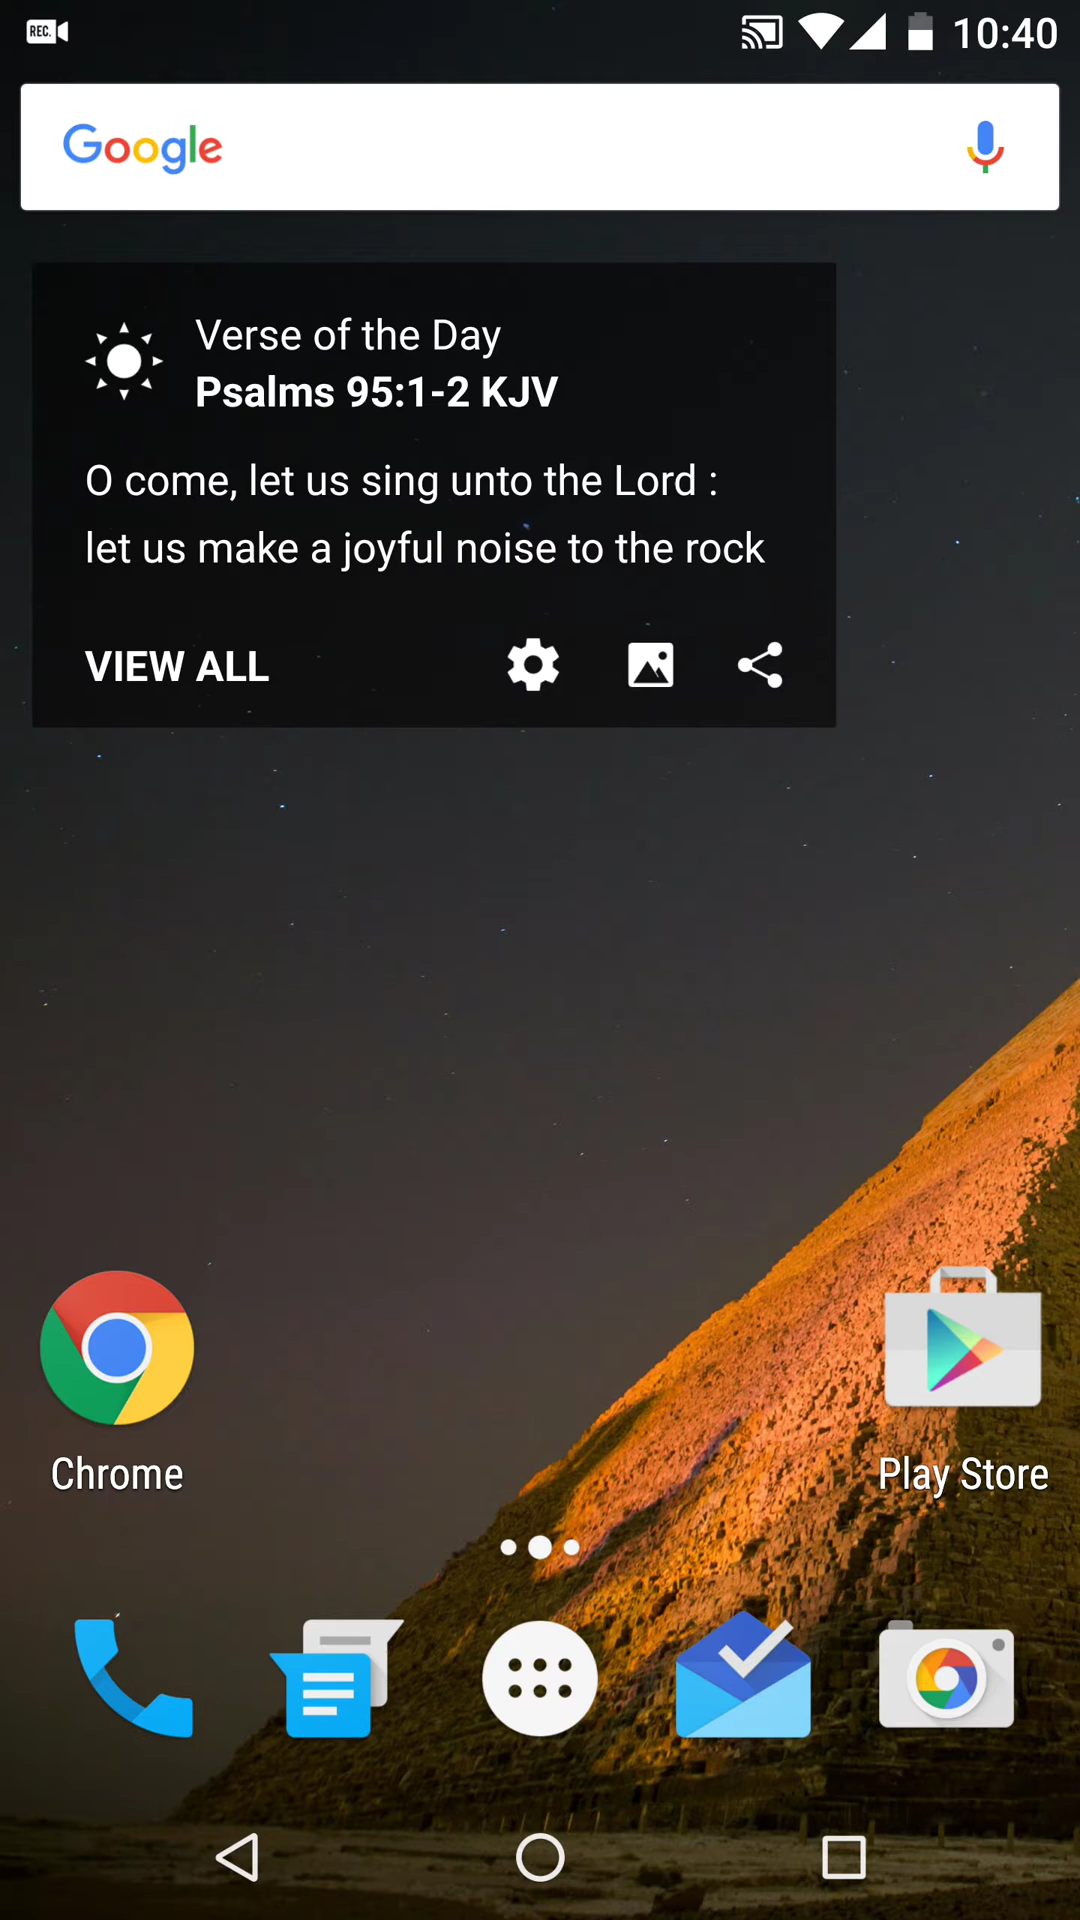 REC.
10:40
Google
Verse of the Day
Psalms 95:1-2 KJV
O come, let us sing unto the Lord :
let us make a joyful noise to the rock
VIEW ALL
Chrome
Play Store